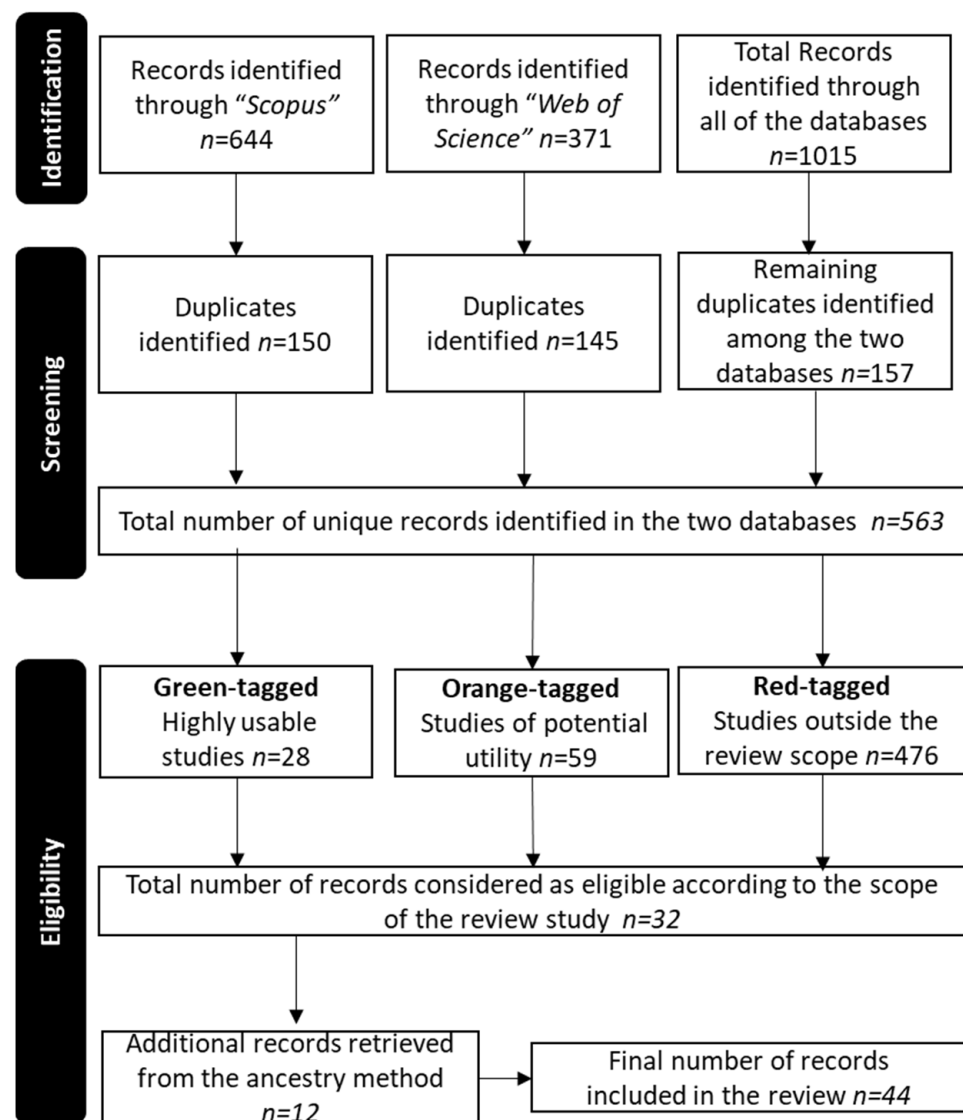 Identification
Records identified
through “Scopus”
n=644
Records identified
through “Web of
Science” n=371
Total Records
identified through
all of the databases
n=1015
Screening
Duplicates
identified n=150
Duplicates
identified n=145
Remaining
duplicates identified
among the two
databases n=157
Total number of unique records identified in the two databases n=563
Eligibility
Green-tagged
Highly usable
studies n=28
Orange-tagged
Studies of potential
utility n=59
Red-tagged
Studies outside the
review scope n=476
Total number of records considered as eligible according to the scope
of the review study n=32
Additional records retrieved
from the ancestry method
n=12
Final number of records
included in the review n=44